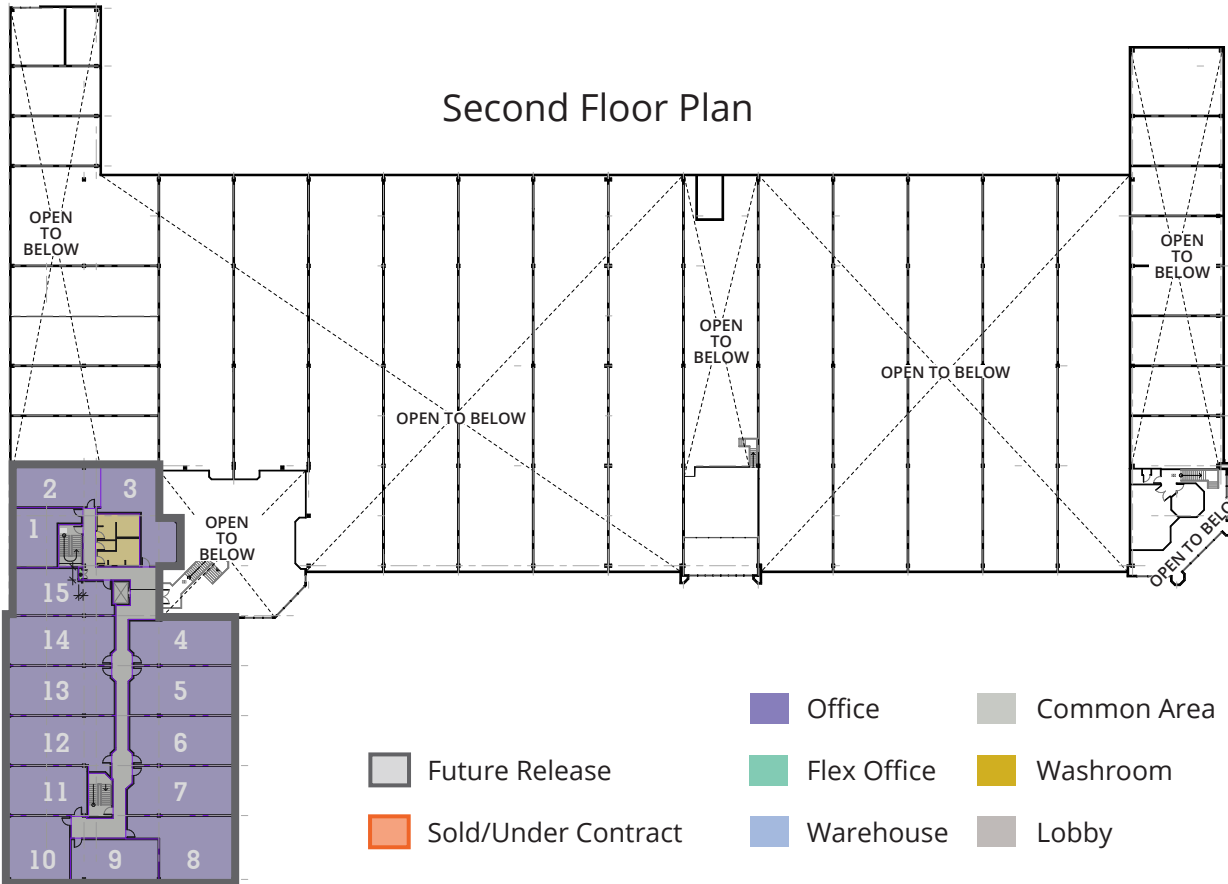 Second Floor Plan
OPEN
TO
BELOW
OPEN
TO
BELOW
OPEN
TO
BELOW
OPEN TO BELOW
OPEN TO BELOW
OPEN
TO
BELOW
OPEN TO BELO
2
3
1
15
14
4
13
5
12
6
11
7
10
9
8
Future Release
Sold/Under Contract
Office
Flex Office
Warehouse
Common Area
Washroom
Lobby